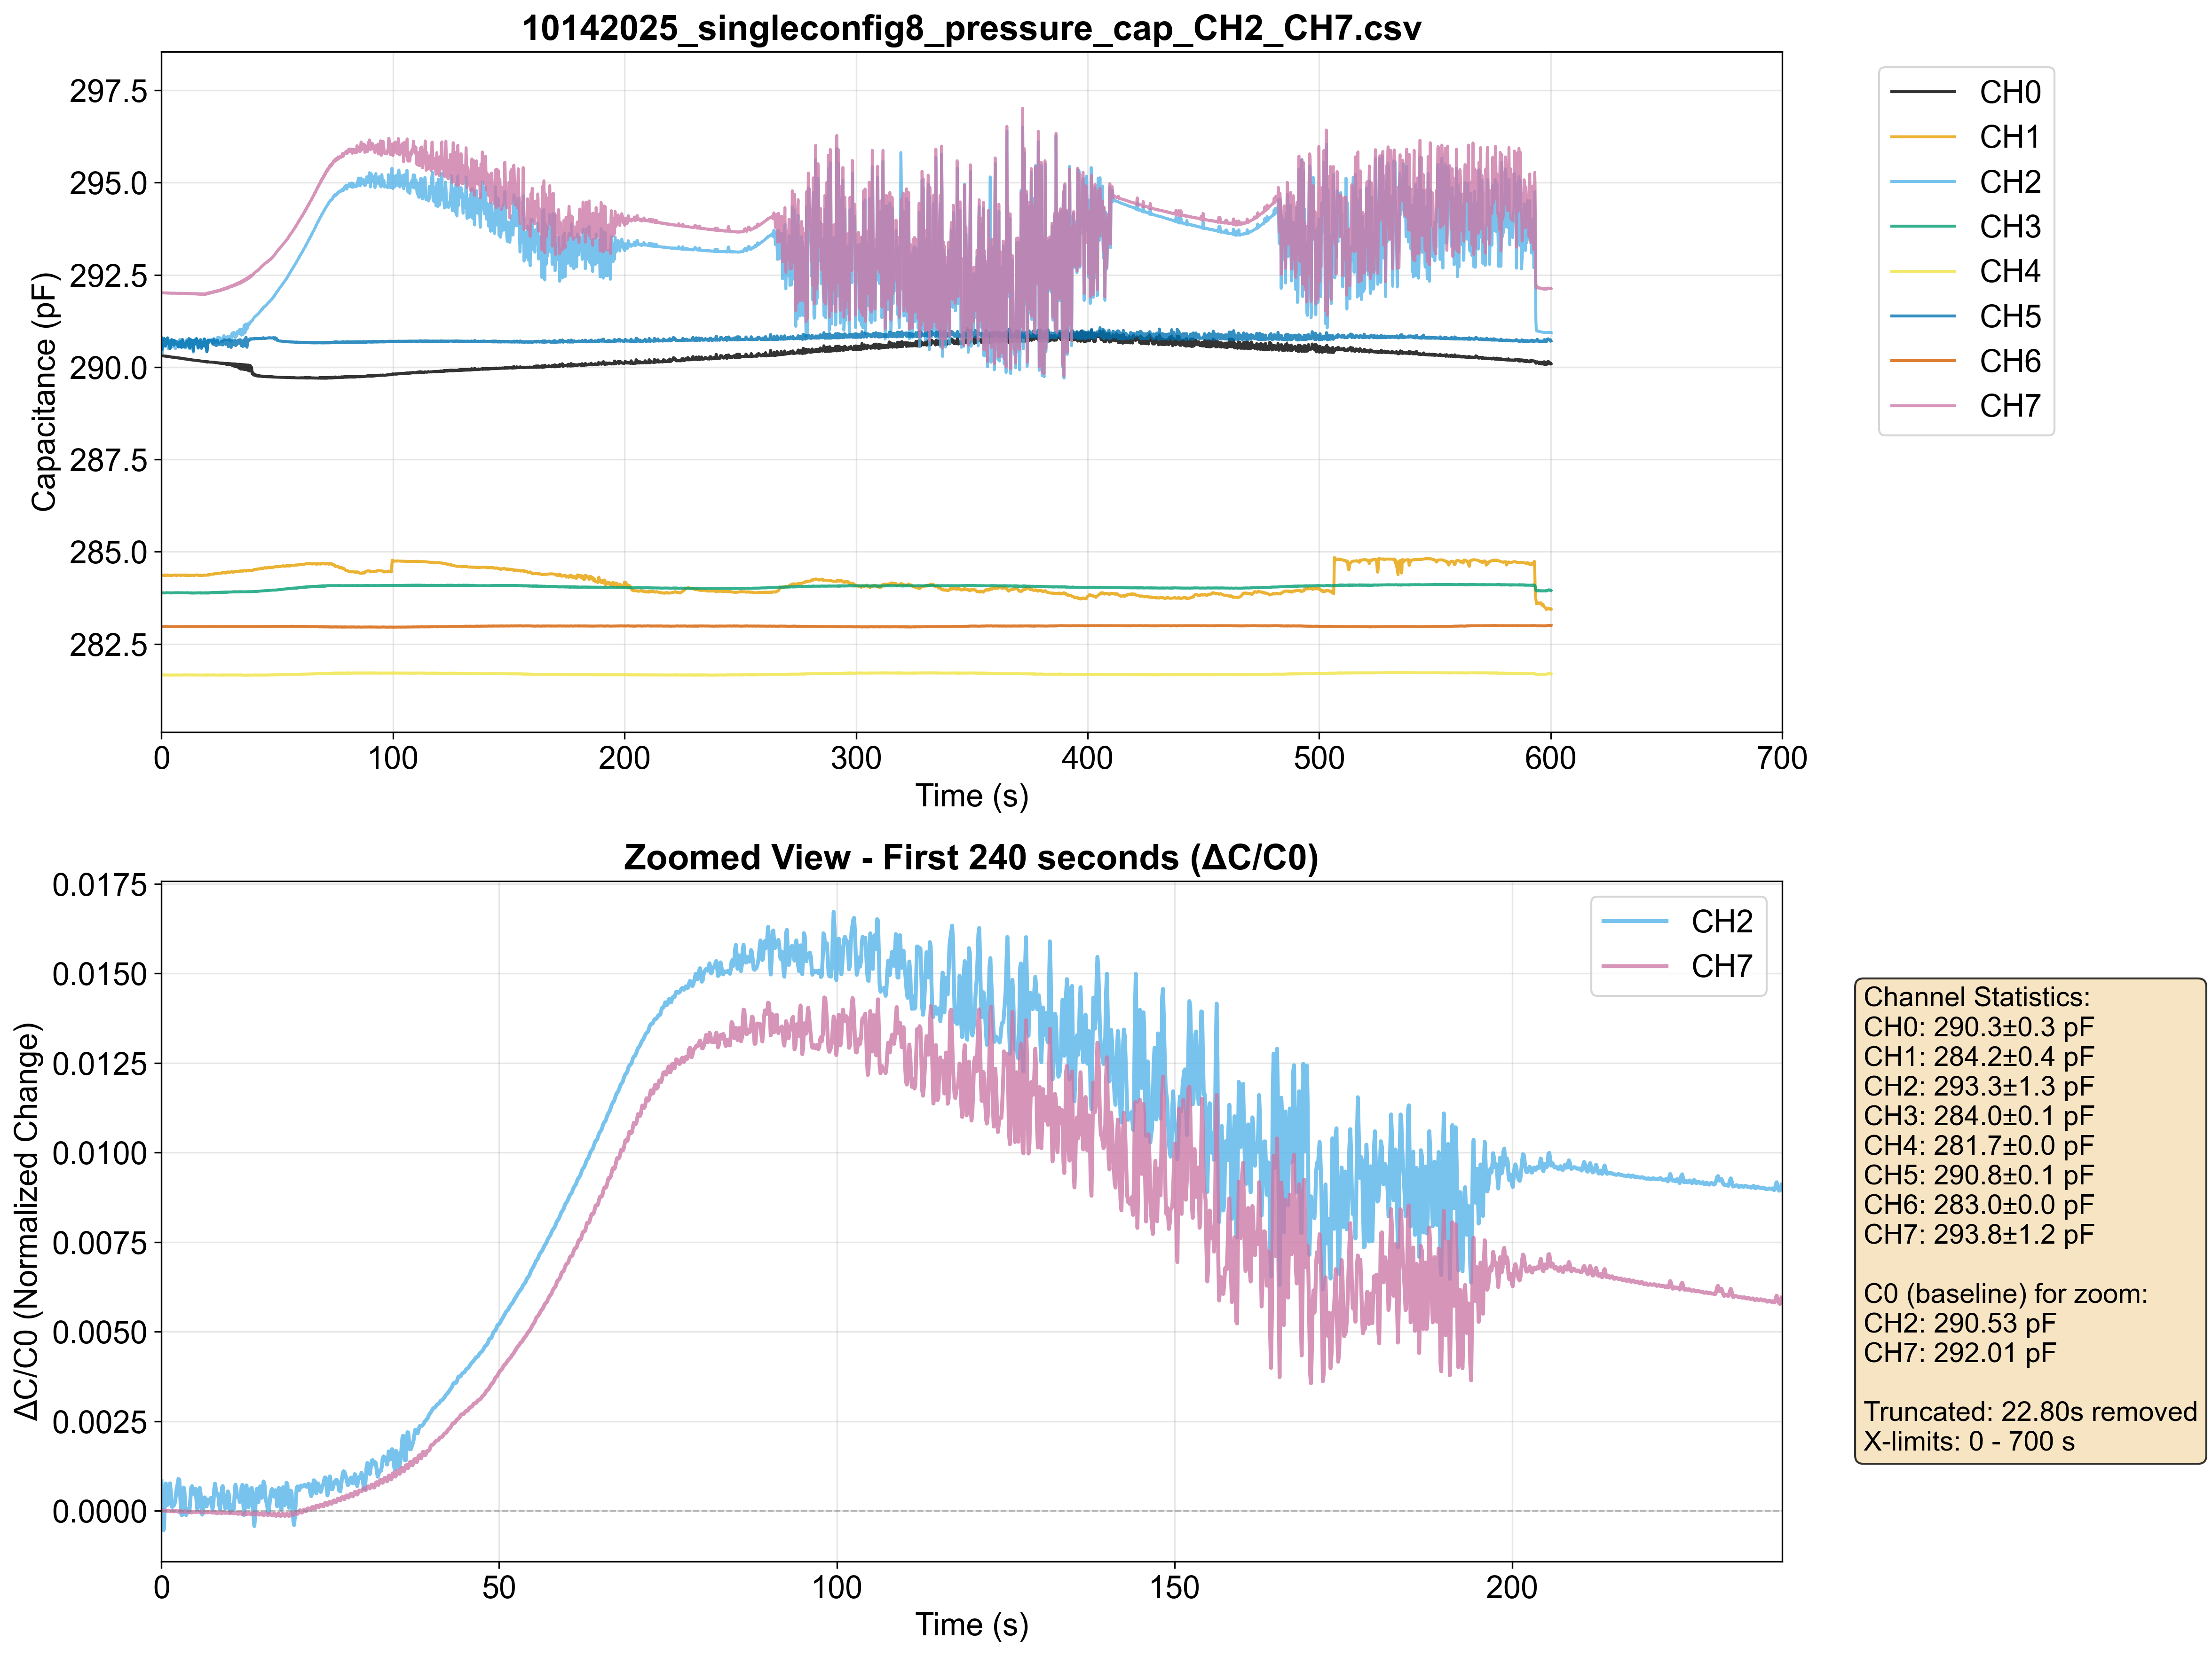 10142025_singleconfig8_pressure_cap_CH2_CH7.csv
297.5
295.0
292.5
290.0
287.5
285.0
282.5
Capacitance (pF)
0 100 200 300 400 500 600 700
Time (s)
CH0
CH1
CH2
CH3
CH4
CH5
CH6
CH7
Zoomed View - First 240 seconds (ΔC/C0)
0.0175
0.0150
0.0125
0.0100
0.0075
0.0050
0.0025
0.0000
ΔC/C0 (Normalized Change)
0 50 100 150 200
Time (s)
CH2
CH7
Channel Statistics:
CH0: 290.3±0.3 pF
CH1: 284.2±0.4 pF
CH2: 293.3±1.3 pF
CH3: 284.0±0.1 pF
CH4: 281.7±0.0 pF
CH5: 290.8±0.1 pF
CH6: 283.0±0.0 pF
CH7: 293.8±1.2 pF
C0 (baseline) for zoom:
CH2: 290.53 pF
CH7: 292.01 pF
Truncated: 22.80s removed
X-limits: 0 - 700 s